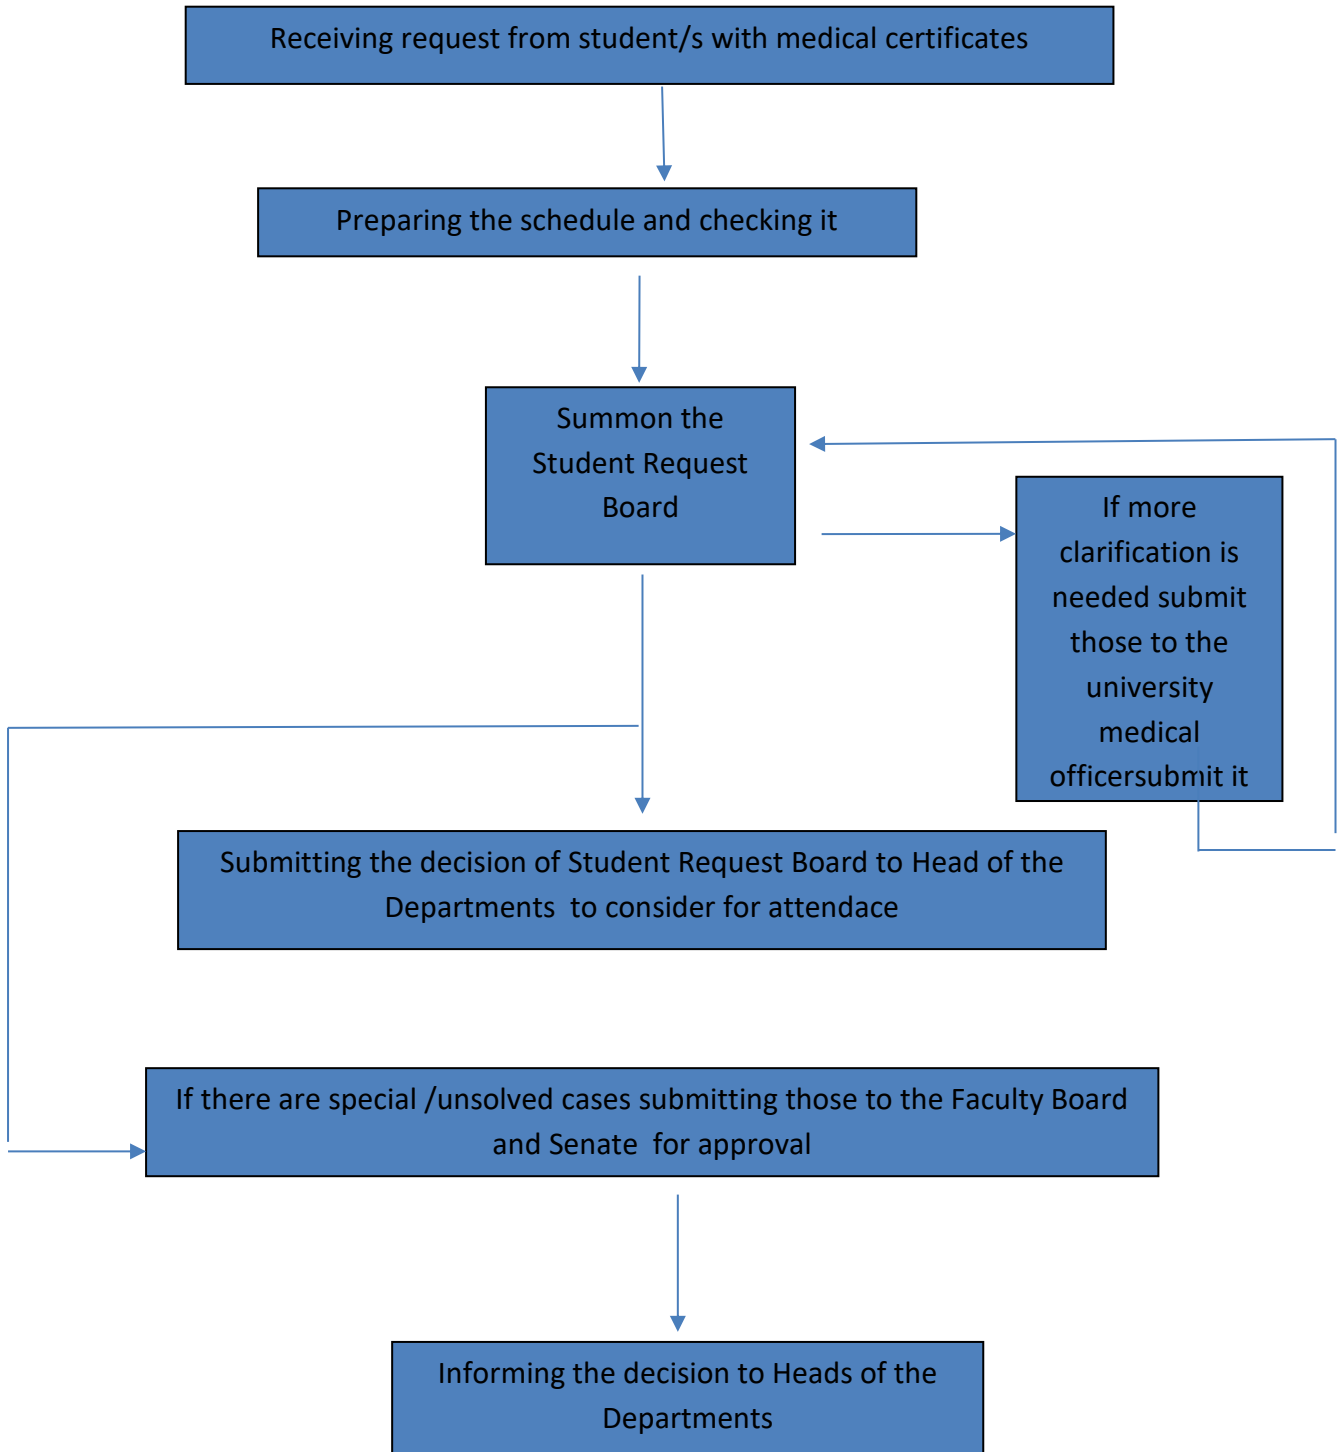 Receiving request from student/s with medical certificates
Preparing the schedule and checking it
Summon the
Student Request
Board
If more
clarification is
needed submit
those to the
university
medical
officersubmit it
Submitting the decision of Student Request Board to Head of the
Departments  to consider for attendace
If there are special /unsolved cases submitting those to the Faculty Board
and Senate  for approval
Informing the decision to Heads of the
Departments